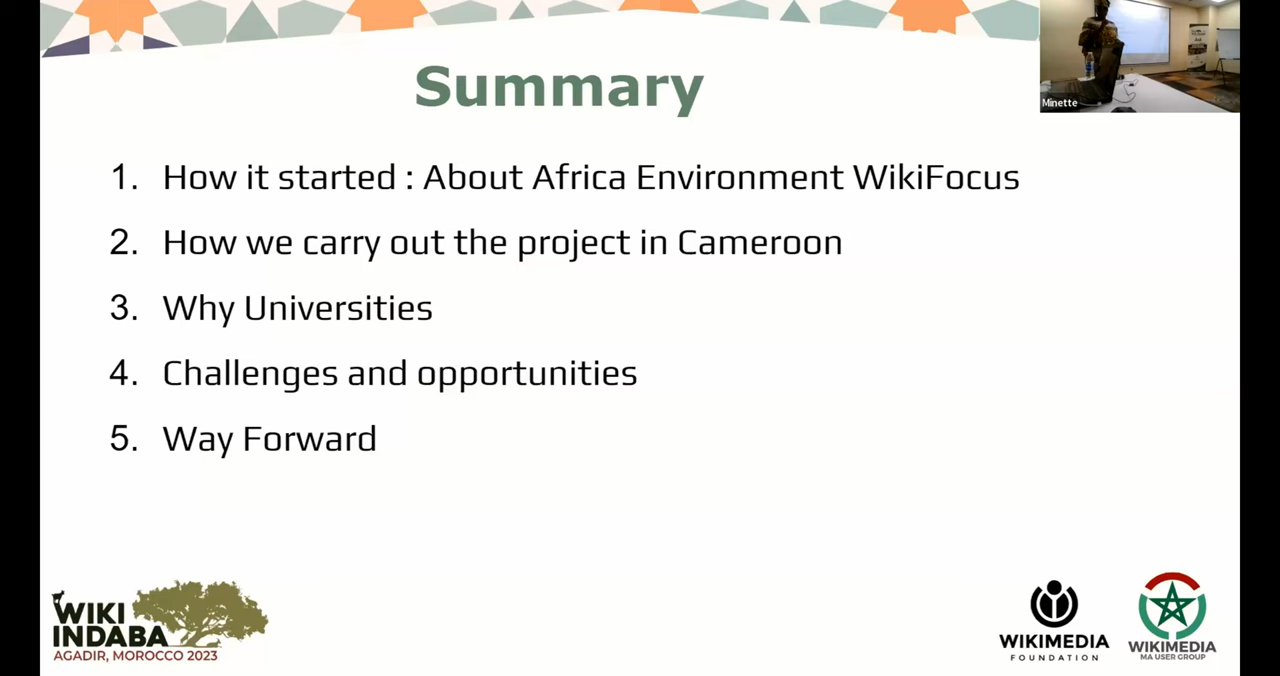 Summary
Minette
1. How it started : About Africa Environment WikiFocus
2. How we carry out the project in Cameroon
3. Why Universities
4. Challenges and opportunities
5. Way Forward
WIKI
INDABA
AGADIR, MOROCCO 2023
WIKIMEDIA
FOUNDATION
WIKIMEDIA
MA USER GROUP